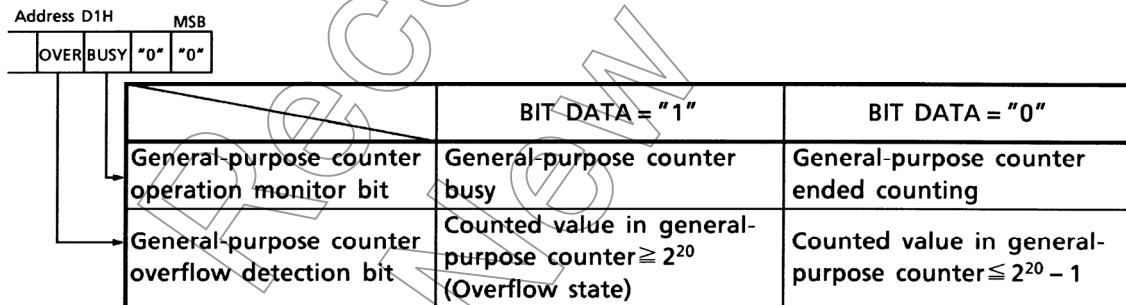 Address D1H
MSB
OVER BUSY "0" "0"
BIT DATA = "1" BIT DATA = "0"
General-purpose counter operation monitor bit
General-purpose counter busy
General-purpose counter ended counting
General-purpose counter overflow detection bit
Counted value in general-purpose counter ≧ 2²⁰ (Overflow state)
Counted value in general-purpose counter ≦ 2²⁰ – 1
Rec
New